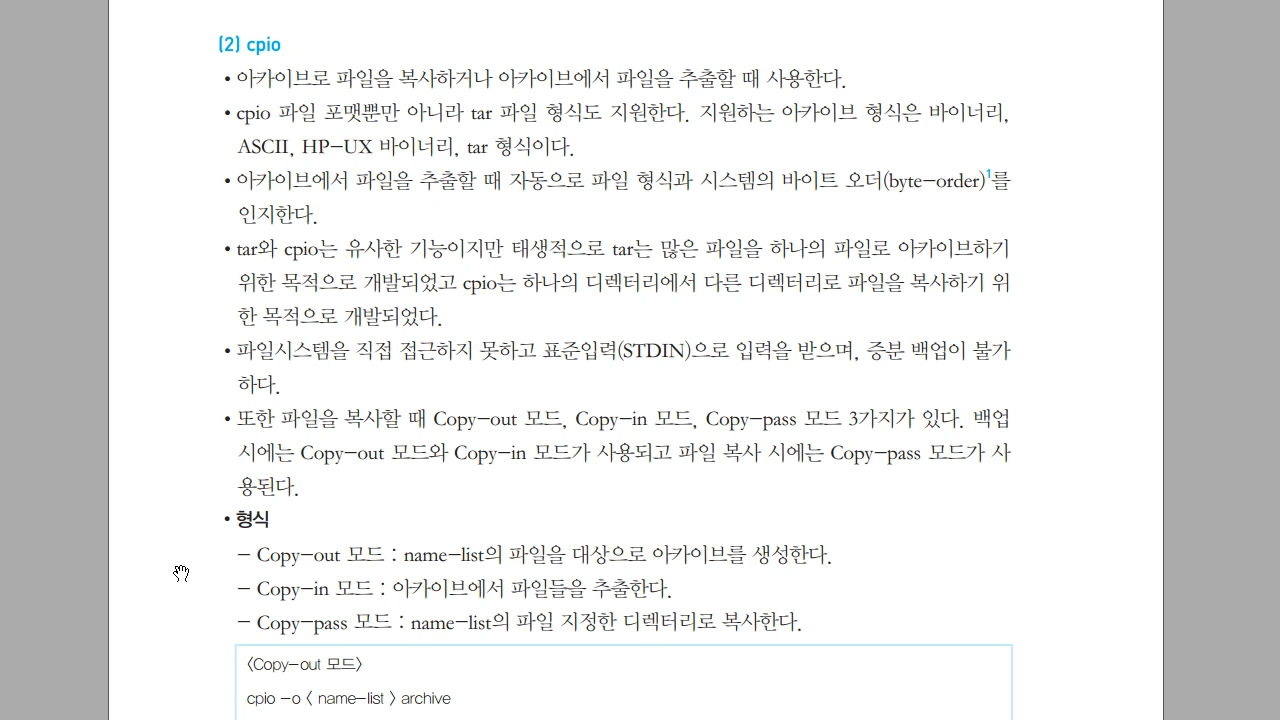 (2) cpio
• 아카이브로 파일을 복사하거나 아카이브에서 파일을 추출할 때 사용한다.
• cpio 파일 포맷뿐만 아니라 tar 파일 형식도 지원한다. 지원하는 아카이브 형식은 바이너리,
ASCII, HP-UX 바이너리, tar 형식이다.
• 아카이브에서 파일을 추출할 때 자동으로 파일 형식과 시스템의 바이트 오더(byte-order)1를
인지한다.
• tar와 cpio는 유사한 기능이지만 태생적으로 tar는 많은 파일을 하나의 파일로 아카이브하기
위한 목적으로 개발되었고 cpio는 하나의 디렉터리에서 다른 디렉터리로 파일을 복사하기 위
한 목적으로 개발되었다.
• 파일시스템을 직접 접근하지 못하고 표준입력(STDIN)으로 입력을 받으며, 증분 백업이 불가
하다.
• 또한 파일을 복사할 때 Copy-out 모드, Copy-in 모드, Copy-pass 모드 3가지가 있다. 백업
시에는 Copy-out 모드와 Copy-in 모드가 사용되고 파일 복사 시에는 Copy-pass 모드가 사
용된다.
• 형식
- Copy-out 모드 : name-list의 파일을 대상으로 아카이브를 생성한다.
- Copy-in 모드 : 아카이브에서 파일들을 추출한다.
- Copy-pass 모드 : name-list의 파일 지정한 디렉터리로 복사한다.
〈Copy-out 모드〉
cpio -o 〈 name-list 〉 archive